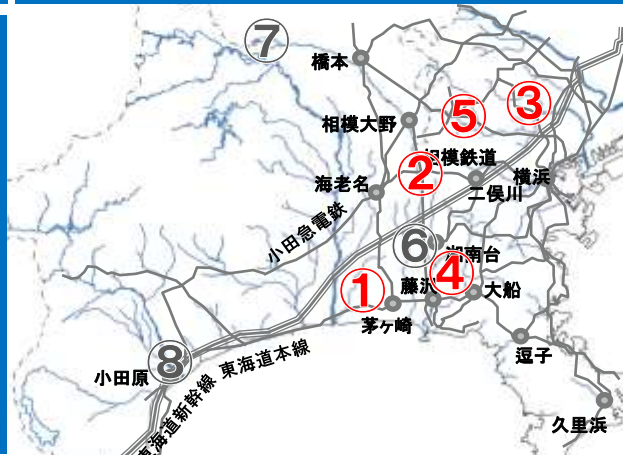 ⑦
橋本
③
⑤
相模大野
相模鉄道
②
横浜
海老名
二俣川
小田急電鉄
⑥
湘南台
④
①
藤沢
大船
茅ヶ崎
逗子
⑧
小田原
東海道新幹線
東海道本線
久里浜